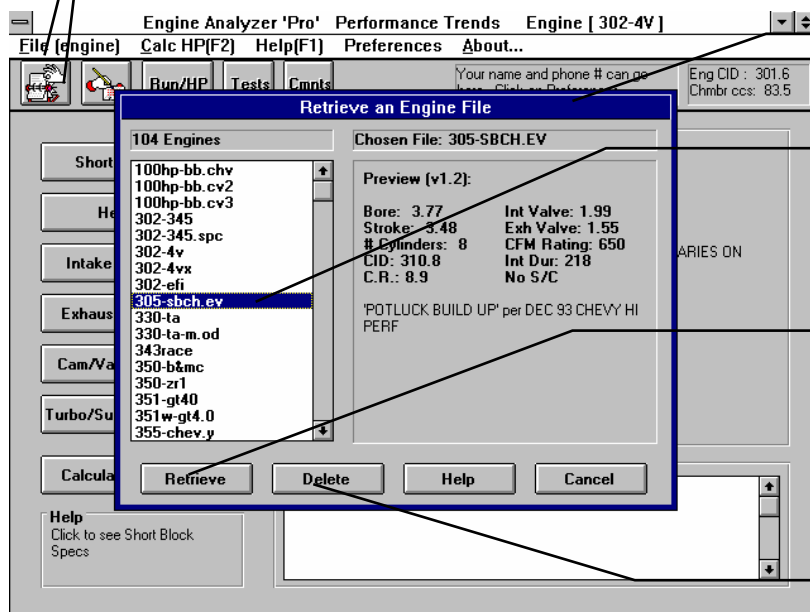 Engine Analyzer 'Pro' Performance Trends Engine [ 302-4V ]
File (engine) Calc HP(F2) Help(F1) Preferences About...
Run/HP Tests Cmnts
Your name and phone # can go
Eng CID : 301.6
Chmbr ccs: 83.5
Retrieve an Engine File
104 Engines
100hp-bb.chv
100hp-bb.cv2
100hp-bb.cv3
302-345
302-345.spc
302-4v
302-4vx
302-efi
305-sbch.ev
330-ta
330-ta-m.od
343race
350-b&mc
350-zr1
351-gt40
351w-gt4.0
355-chev.y
Chosen File: 305-SBCH.EV
Preview (v1.2):
Bore: 3.77 Int Valve: 1.99
Stroke: 3.48 Exh Valve: 1.55
# Cylinders: 8 CFM Rating: 650
CID: 310.8 Int Dur: 218
C.R.: 8.9 No S/C
'POTLUCK BUILD UP' per DEC 93 CHEVY HI
PERF
Retrieve Delete Help Cancel
Short
He
Intake
Exhaus
Cam/Va
Turbo/Su
Calcula
ARIES ON
Help
Click to see Short Block
Specs